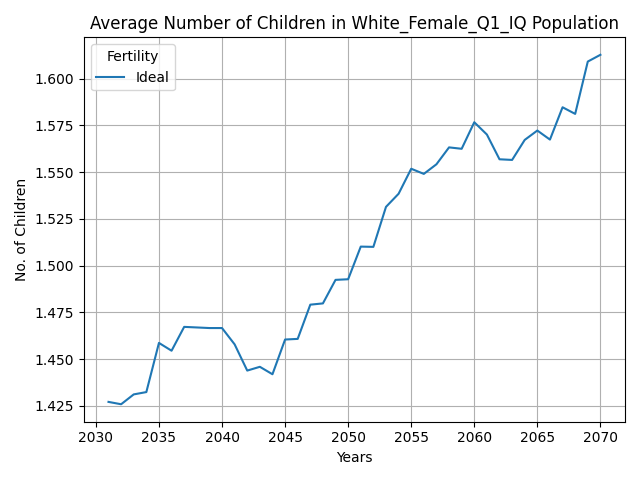 Average Number of Children in White_Female_Q1_IQ Population
Fertility
Ideal
No. of Children
1.600
1.575
1.550
1.525
1.500
1.475
1.450
1.425
2030 2035 2040 2045 2050 2055 2060 2065 2070
Years